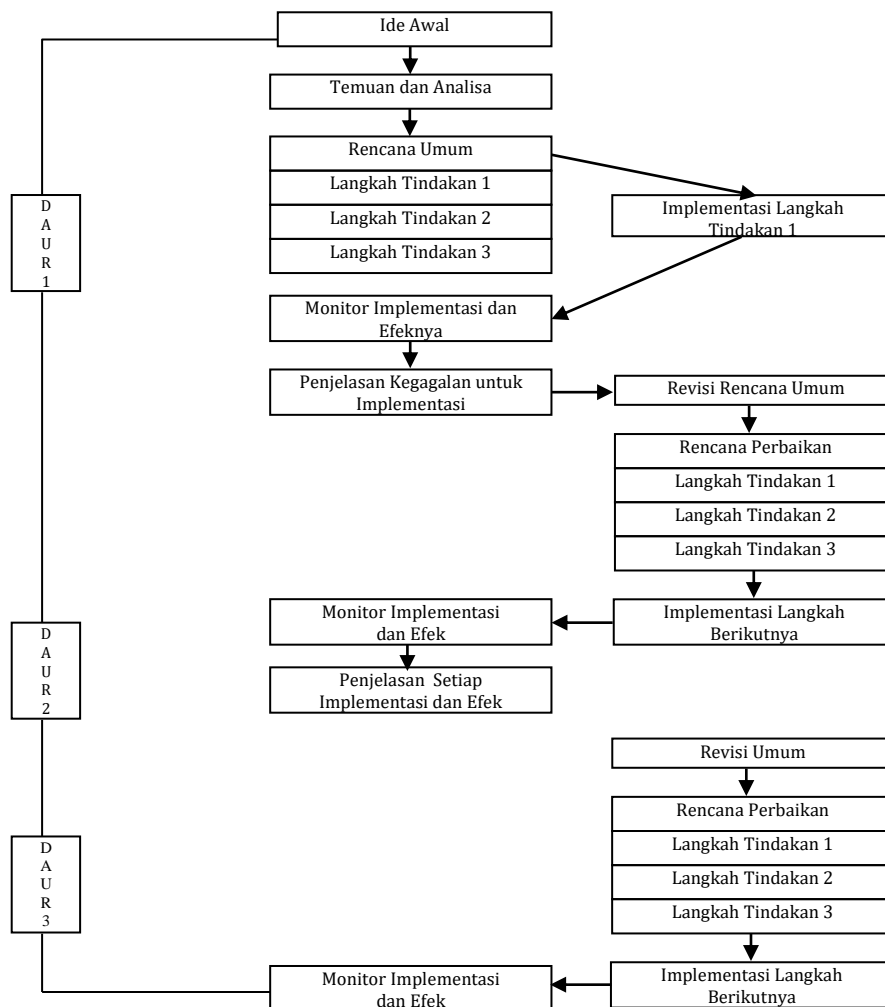 Ide Awal
Temuan dan Analisa
Rencana Umum
Langkah Tindakan 1
Langkah Tindakan 2
Langkah Tindakan 3
Implementasi Langkah
Tindakan 1
D
A
U
R
1
Monitor Implementasi dan
Efeknya
Penjelasan Kegagalan untuk
Implementasi
Revisi Rencana Umum
Rencana Perbaikan
Langkah Tindakan 1
Langkah Tindakan 2
Langkah Tindakan 3
Implementasi Langkah
Berikutnya
Monitor Implementasi
dan Efek
D
A
U
R
2
Penjelasan Setiap
Implementasi dan Efek
Revisi Umum
Rencana Perbaikan
Langkah Tindakan 1
Langkah Tindakan 2
Langkah Tindakan 3
D
A
U
R
3
Implementasi Langkah
Berikutnya
Monitor Implementasi
dan Efek